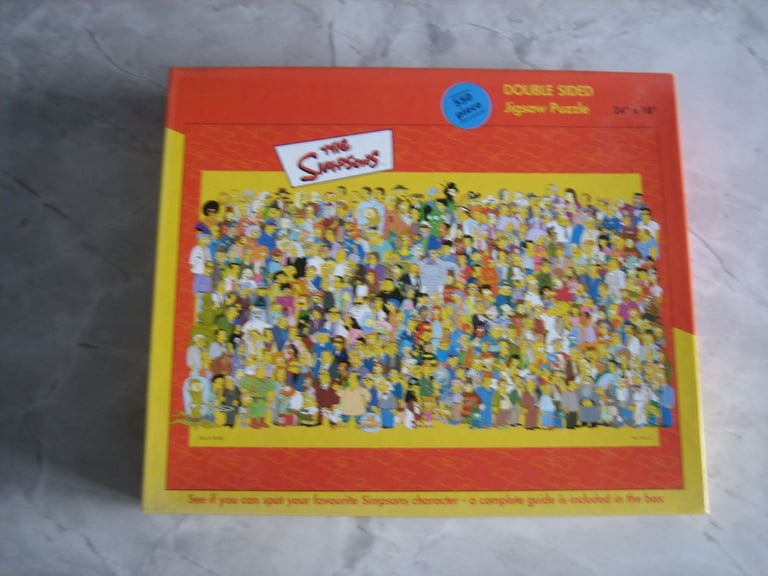 550
piece
DOUBLE SIDED
Jigsaw Puzzle
24" x 18"
THE
SIMPSONS
See if you can spot your favourite Simpsons character - a complete guide is included in the box